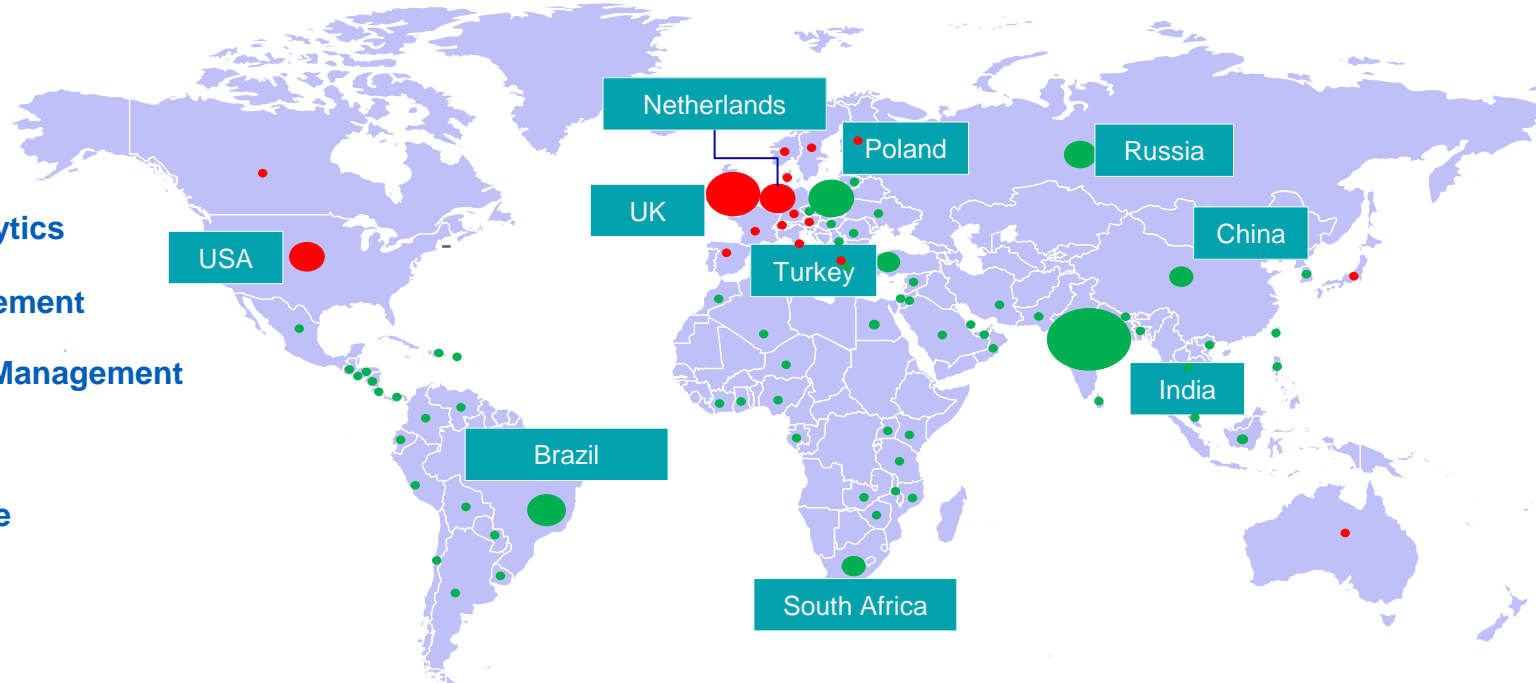 Netherlands
Poland
Russia
UK
ytics
China
USA
Turkey
ement
Management
India
Brazil
e
South Africa